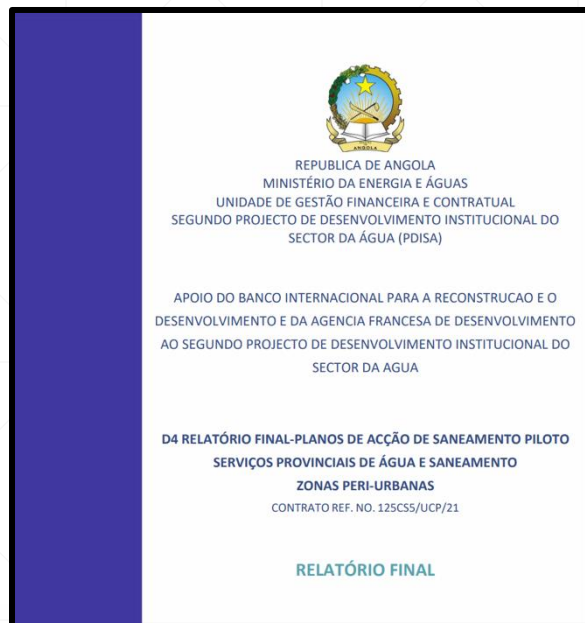 ANGOLA
REPUBLICA DE ANGOLA
MINISTÉRIO DA ENERGIA E ÁGUAS
UNIDADE DE GESTÃO FINANCEIRA E CONTRATUAL
SEGUNDO PROJECTO DE DESENVOLVIMENTO INSTITUCIONAL DO
SECTOR DA ÁGUA (PDISA)
APOIO DO BANCO INTERNACIONAL PARA A RECONSTRUCAO E O
DESENVOLVIMENTO E DA AGENCIA FRANCESA DE DESENVOLVIMENTO
AO SEGUNDO PROJECTO DE DESENVOLVIMENTO INSTITUCIONAL DO
SECTOR DA AGUA
D4 RELATÓRIO FINAL-PLANOS DE ACÇÃO DE SANEAMENTO PILOTO
SERVIÇOS PROVINCIAIS DE ÁGUA E SANEAMENTO
ZONAS PERI-URBANAS
CONTRATO REF. NO. 125CS5/UCP/21
RELATÓRIO FINAL